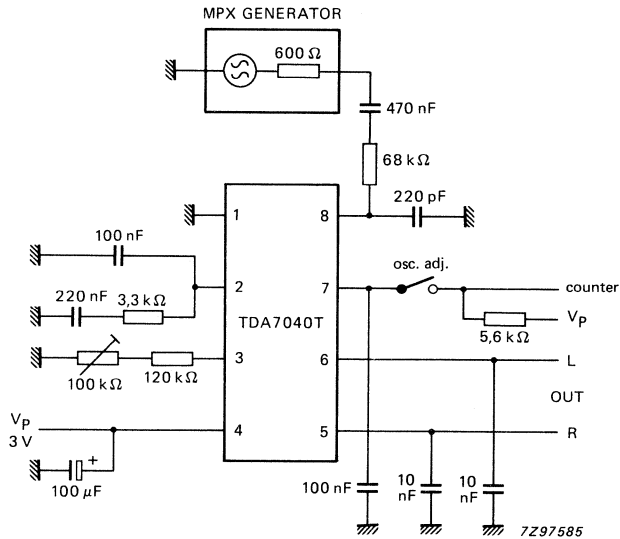 MPX GENERATOR
600 Ω
470 nF
68 kΩ
220 pF
1
8
100 nF
osc. adj.
2
7
counter
220 nF
3,3 kΩ
TDA7040T
VP
5,6 kΩ
3
6
L
100 kΩ
120 kΩ
OUT
VP
3 V
4
5
R
+
100 μF
100 nF
10
nF
10
nF
7Z97585